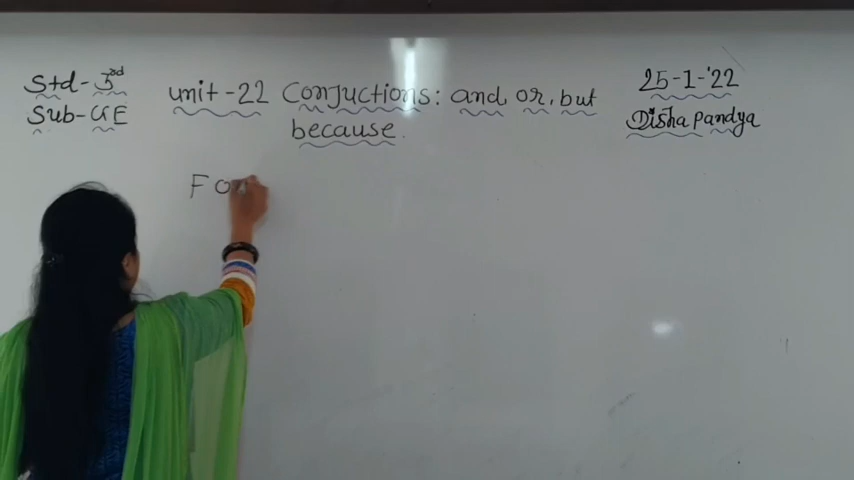 Std-3rd
Sub-GE
unit-22 Conjuctions: and, or, but
because.
25-1-'22
Disha Pandya
FO